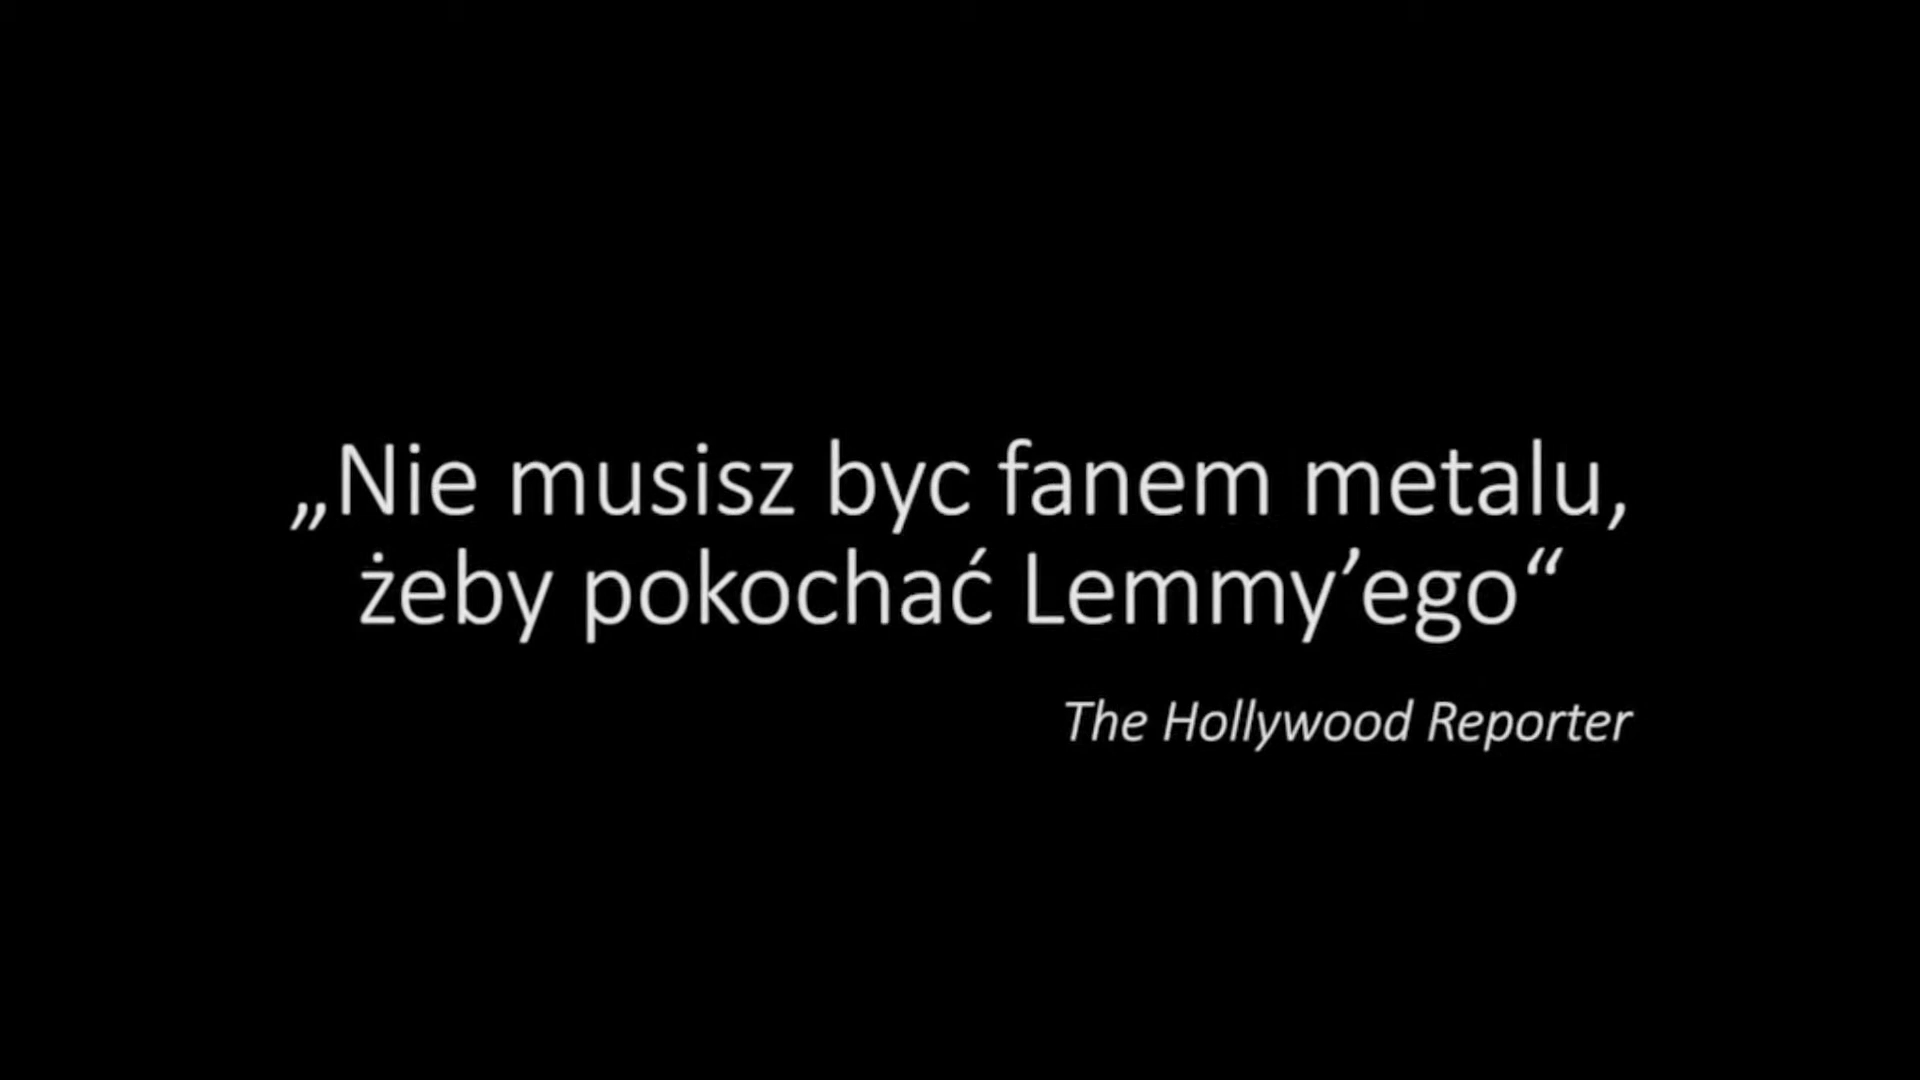 „Nie musisz byc fanem metalu,
żeby pokochać Lemmy’ego“
The Hollywood Reporter